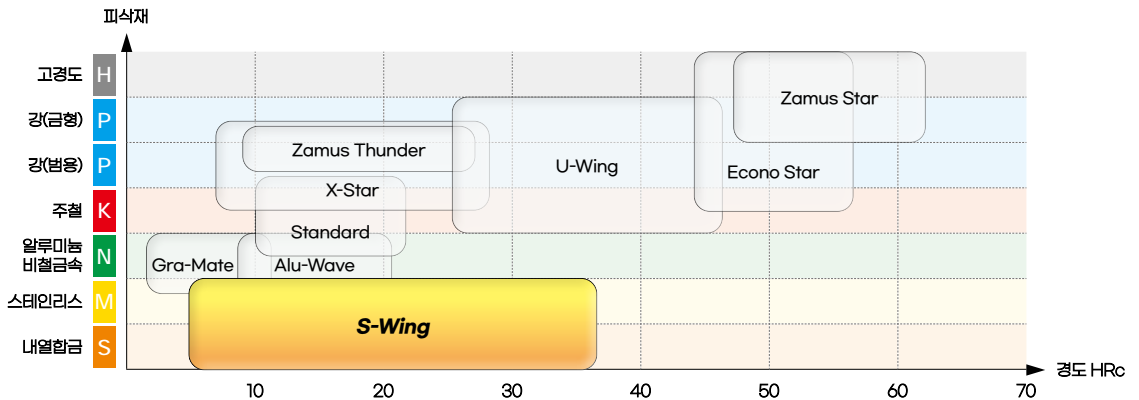 피삭재
고경도 H
강(금형) P
강(범용) P
주철 K
알루미늄
비철금속 N
스테인리스 M
내열합금 S
Zamus Star
Zamus Thunder
U-Wing
Econo Star
X-Star
Standard
Gra-Mate
Alu-Wave
S-Wing
10 20 30 40 50 60 70
경도 HRc